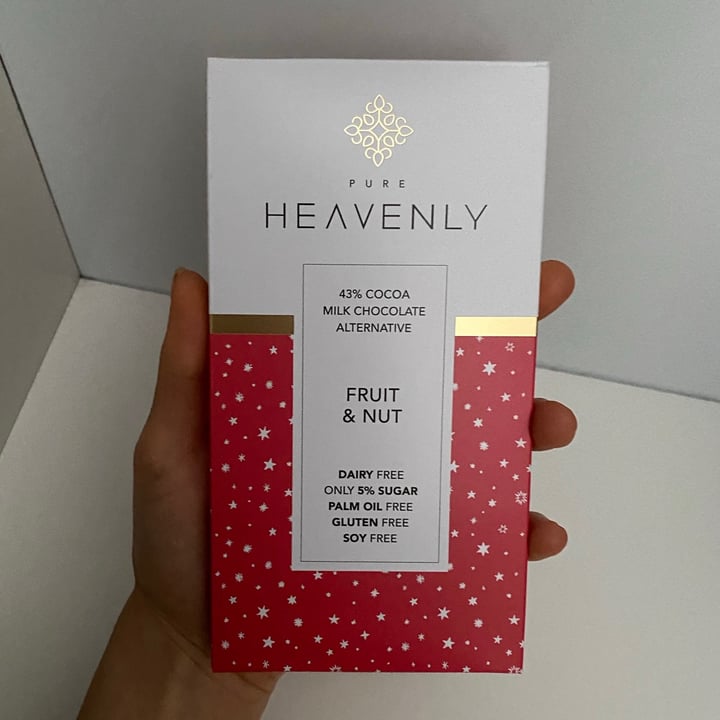 PURE
HEAVENLY
43% COCOA
MILK CHOCOLATE
ALTERNATIVE
FRUIT
& NUT
DAIRY FREE
ONLY 5% SUGAR
PALM OIL FREE
GLUTEN FREE
SOY FREE